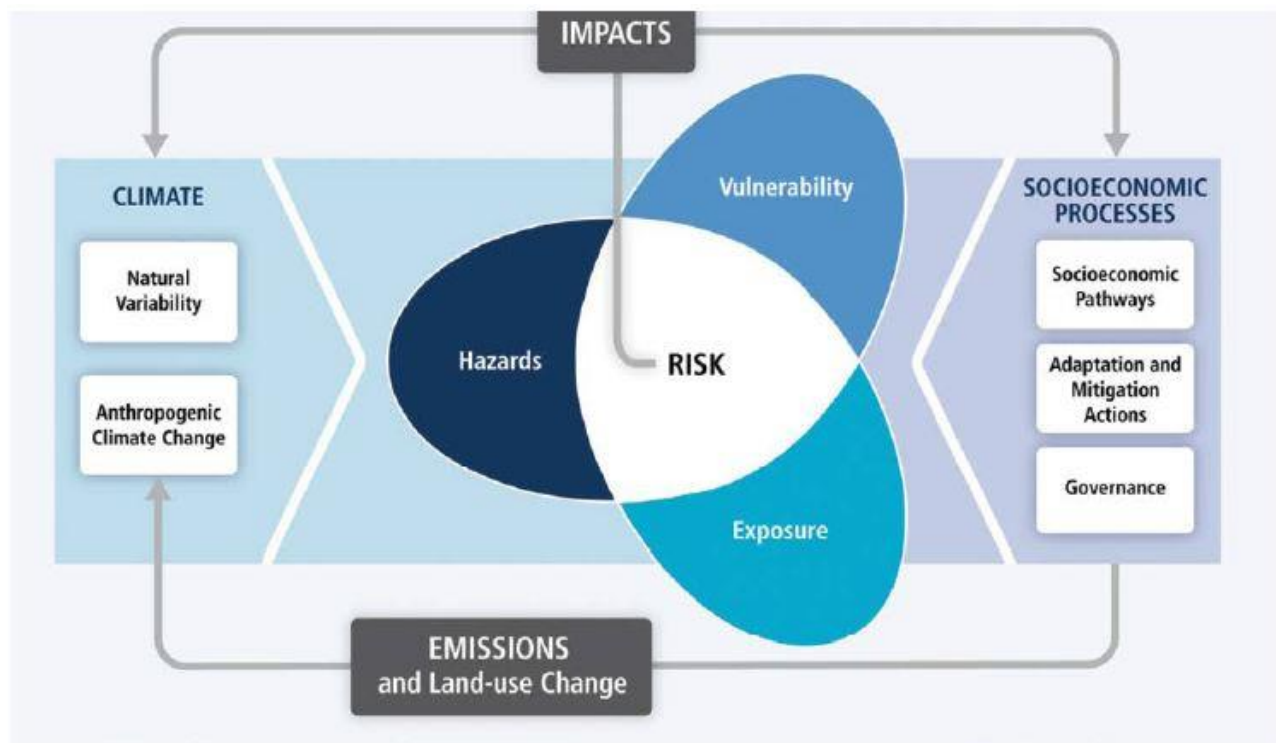 IMPACTS
CLIMATE
Natural
Variability
Anthropogenic
Climate Change
Vulnerability
Hazards
RISK
Exposure
SOCIOECONOMIC
PROCESSES
Socioeconomic
Pathways
Adaptation and
Mitigation
Actions
Governance
EMISSIONS
and Land-use Change